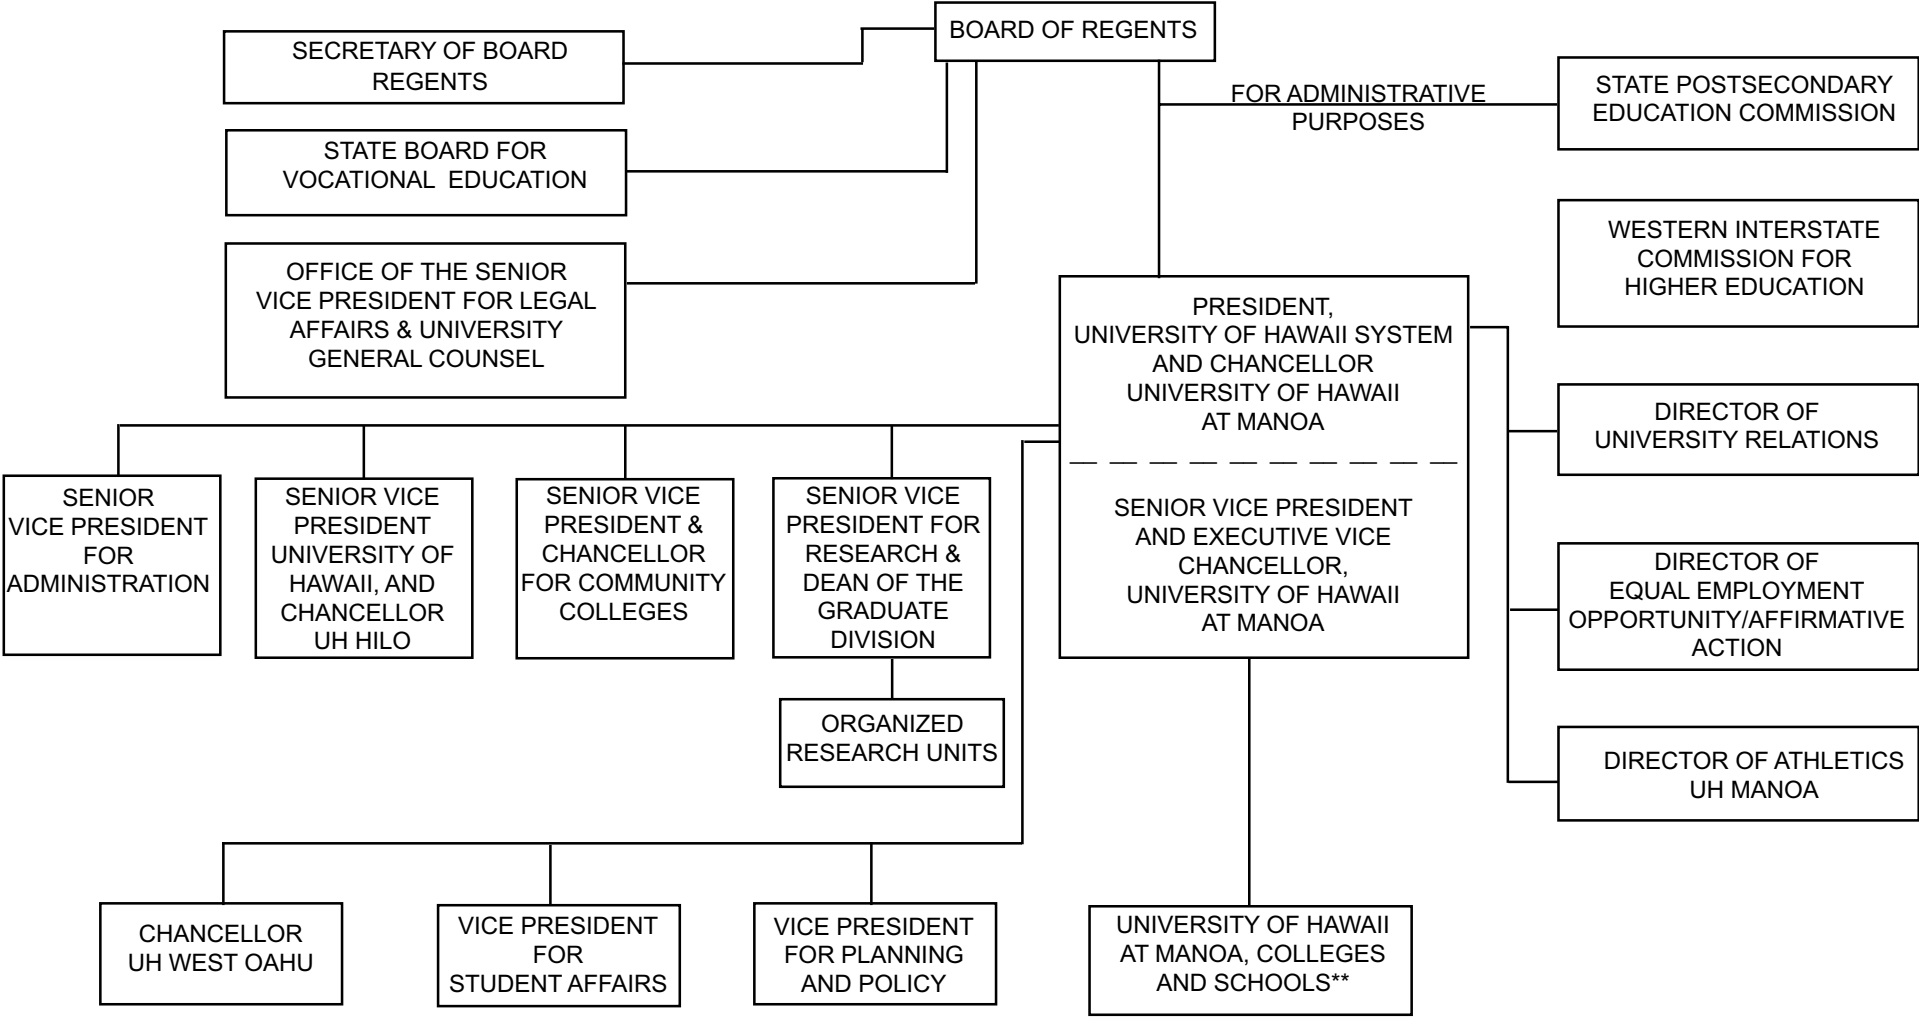 BOARD OF REGENTS
SECRETARY OF BOARD
REGENTS
STATE BOARD FOR
VOCATIONAL EDUCATION
OFFICE OF THE SENIOR
VICE PRESIDENT FOR LEGAL
AFFAIRS & UNIVERSITY
GENERAL COUNSEL
FOR ADMINISTRATIVE
PURPOSES
STATE POSTSECONDARY
EDUCATION COMMISSION
WESTERN INTERSTATE
COMMISSION FOR
HIGHER EDUCATION
PRESIDENT,
UNIVERSITY OF HAWAII SYSTEM
AND CHANCELLOR
UNIVERSITY OF HAWAII
AT MANOA
SENIOR VICE PRESIDENT
AND EXECUTIVE VICE
CHANCELLOR,
UNIVERSITY OF HAWAII
AT MANOA
DIRECTOR OF
UNIVERSITY RELATIONS
DIRECTOR OF
EQUAL EMPLOYMENT
OPPORTUNITY/AFFIRMATIVE
ACTION
DIRECTOR OF ATHLETICS
UH MANOA
SENIOR
VICE PRESIDENT
FOR
ADMINISTRATION
SENIOR VICE
PRESIDENT
UNIVERSITY OF
HAWAII, AND
CHANCELLOR
UH HILO
SENIOR VICE
PRESIDENT &
CHANCELLOR
FOR COMMUNITY
COLLEGES
SENIOR VICE
PRESIDENT FOR
RESEARCH &
DEAN OF THE
GRADUATE
DIVISION
ORGANIZED
RESEARCH UNITS
CHANCELLOR
UH WEST OAHU
VICE PRESIDENT
FOR
STUDENT AFFAIRS
VICE PRESIDENT
FOR PLANNING
AND POLICY
UNIVERSITY OF HAWAII
AT MANOA, COLLEGES
AND SCHOOLS**